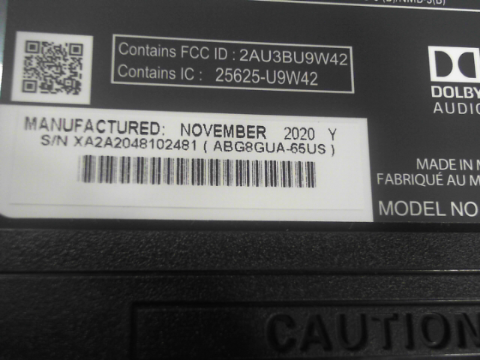 Contains FCC ID : 2AU3BU9W42
Contains IC : 25625-U9W42
DOLBY
AUDIO
MANUFACTURED: NOVEMBER 2020 Y
S/N XA2A2048102481 ( ABG8GUA-65US )
MADE IN
FABRIQUÉ AU
MODEL NO
CAUTION